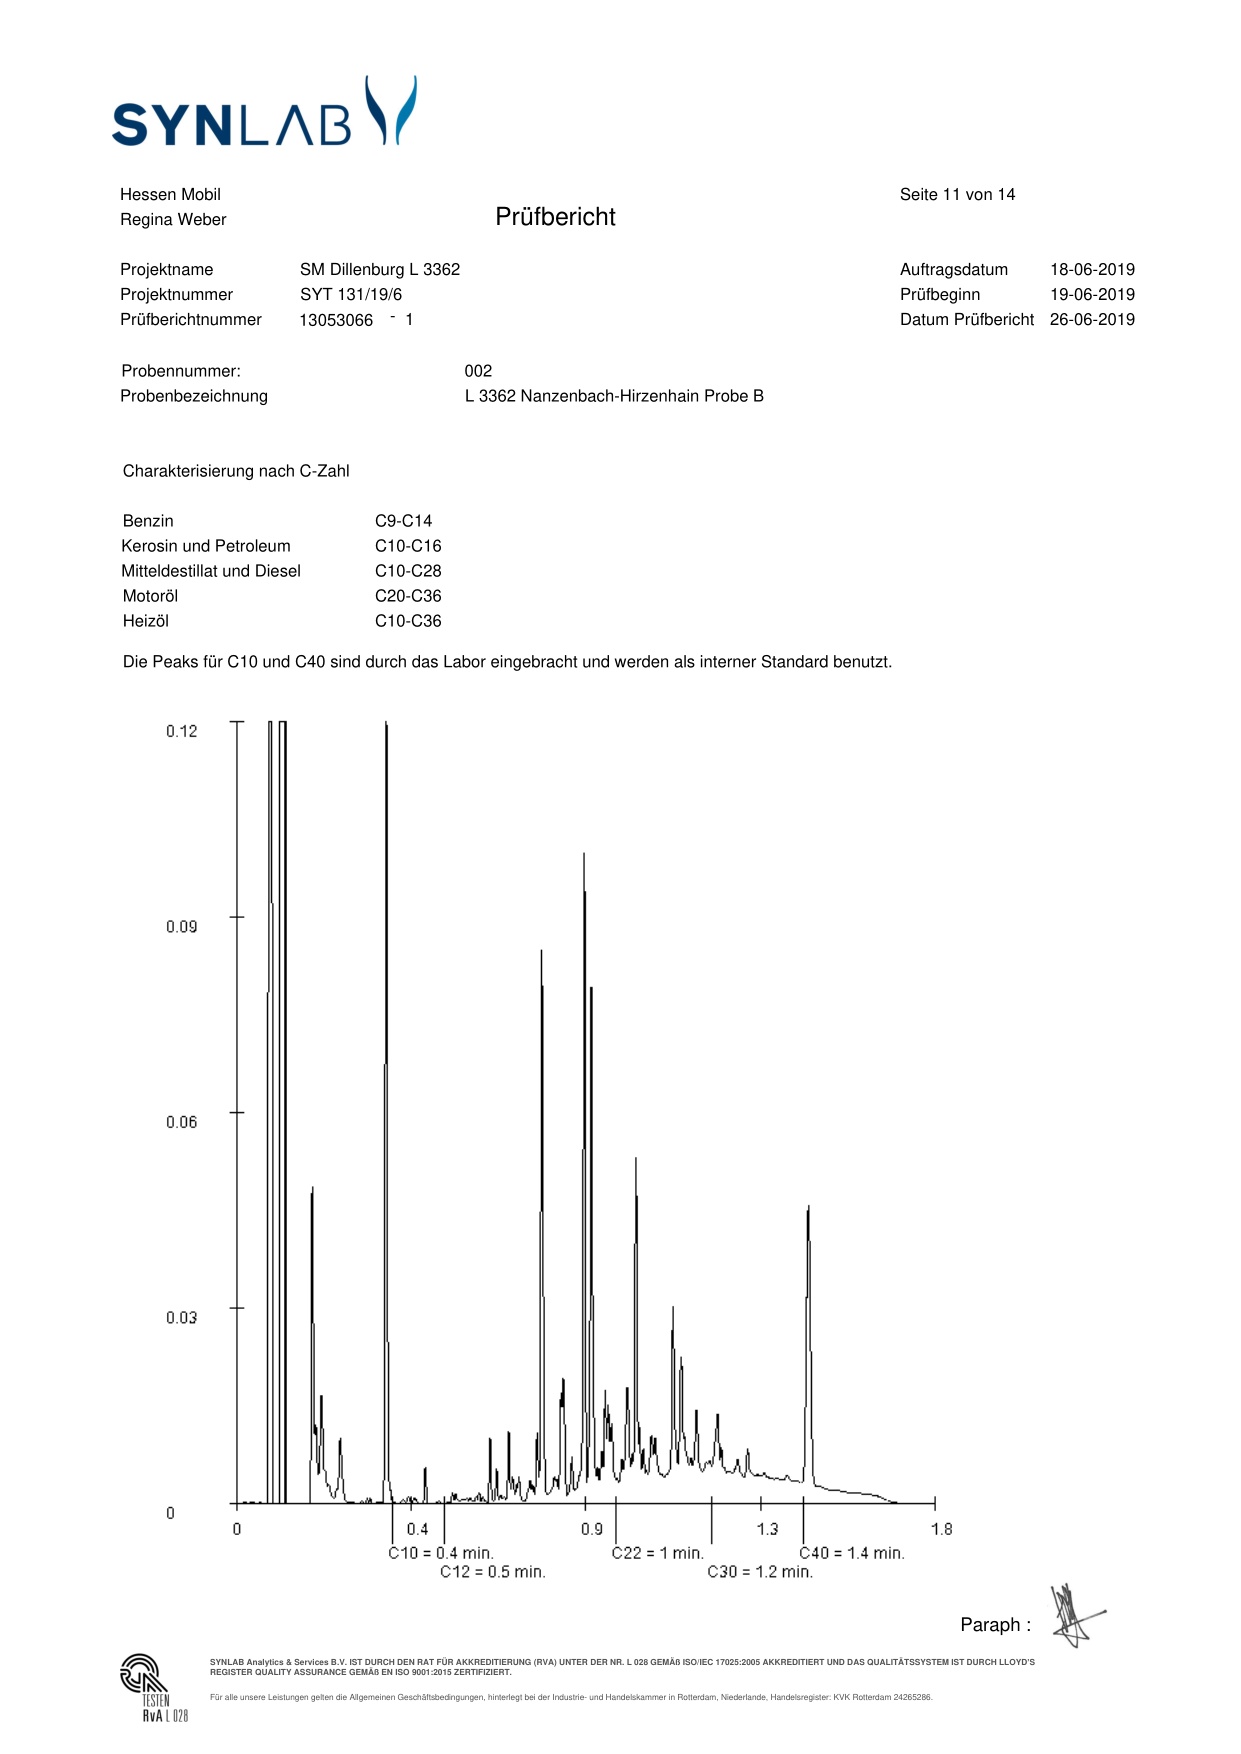 SYNLAB
Hessen Mobil
Seite 11 von 14
Regina Weber
Prüfbericht
Projektname SM Dillenburg L 3362
Auftragsdatum 18-06-2019
Projektnummer SYT 131/19/6
Prüfbeginn 19-06-2019
Prüfberichtnummer 13053066 - 1
Datum Prüfbericht 26-06-2019
Probennummer: 002
Probenbezeichnung L 3362 Nanzenbach-Hirzenhain Probe B
Charakterisierung nach C-Zahl
Benzin C9-C14
Kerosin und Petroleum C10-C16
Mitteldestillat und Diesel C10-C28
Motoröl C20-C36
Heizöl C10-C36
Die Peaks für C10 und C40 sind durch das Labor eingebracht und werden als interner Standard benutzt.
0.12
0.09
0.06
0.03
0
0 0.4 0.9 1.3 1.8
C10 = 0.4 min. C22 = 1 min. C40 = 1.4 min.
C12 = 0.5 min. C30 = 1.2 min.
Paraph :
SYNLAB Analytics & Services B.V. IST DURCH DEN RAT FÜR AKKREDITIERUNG (RVA) UNTER DER NR. L 028 GEMÄß ISO/IEC 17025:2005 AKKREDITIERT UND DAS QUALITÄTSSYSTEM IST DURCH LLOYD'S
REGISTER QUALITY ASSURANCE GEMÄß EN ISO 9001:2015 ZERTIFIZIERT.
Für alle unsere Leistungen gelten die Allgemeinen Geschäftsbedingungen, hinterlegt bei der Industrie- und Handelskammer in Rotterdam, Niederlande, Handelsregister: KVK Rotterdam 24265286.
TESTEN
RvA L 028